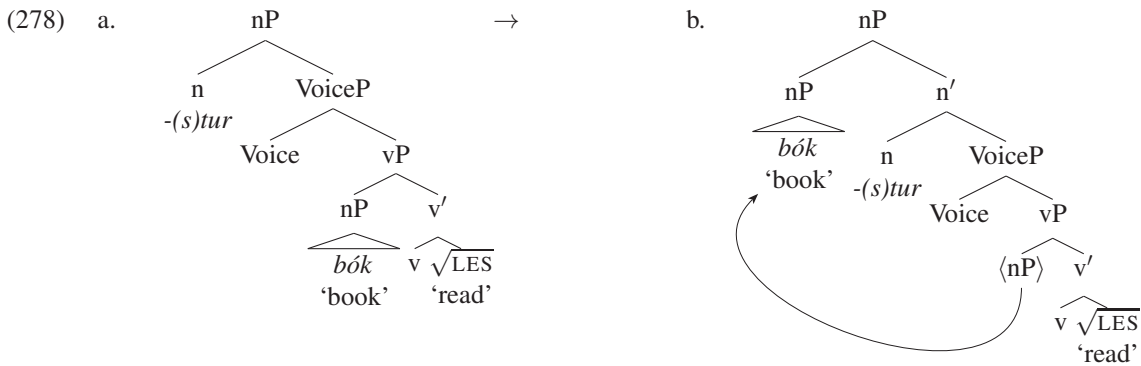 (278) a. nP → b. nP
n VoiceP nP n′
-(s)tur Voice vP bók n VoiceP
‘book’ -(s)tur
nP v′ Voice vP
bók v √LES ⟨nP⟩ v′
‘book’ ‘read’
v √LES
‘read’